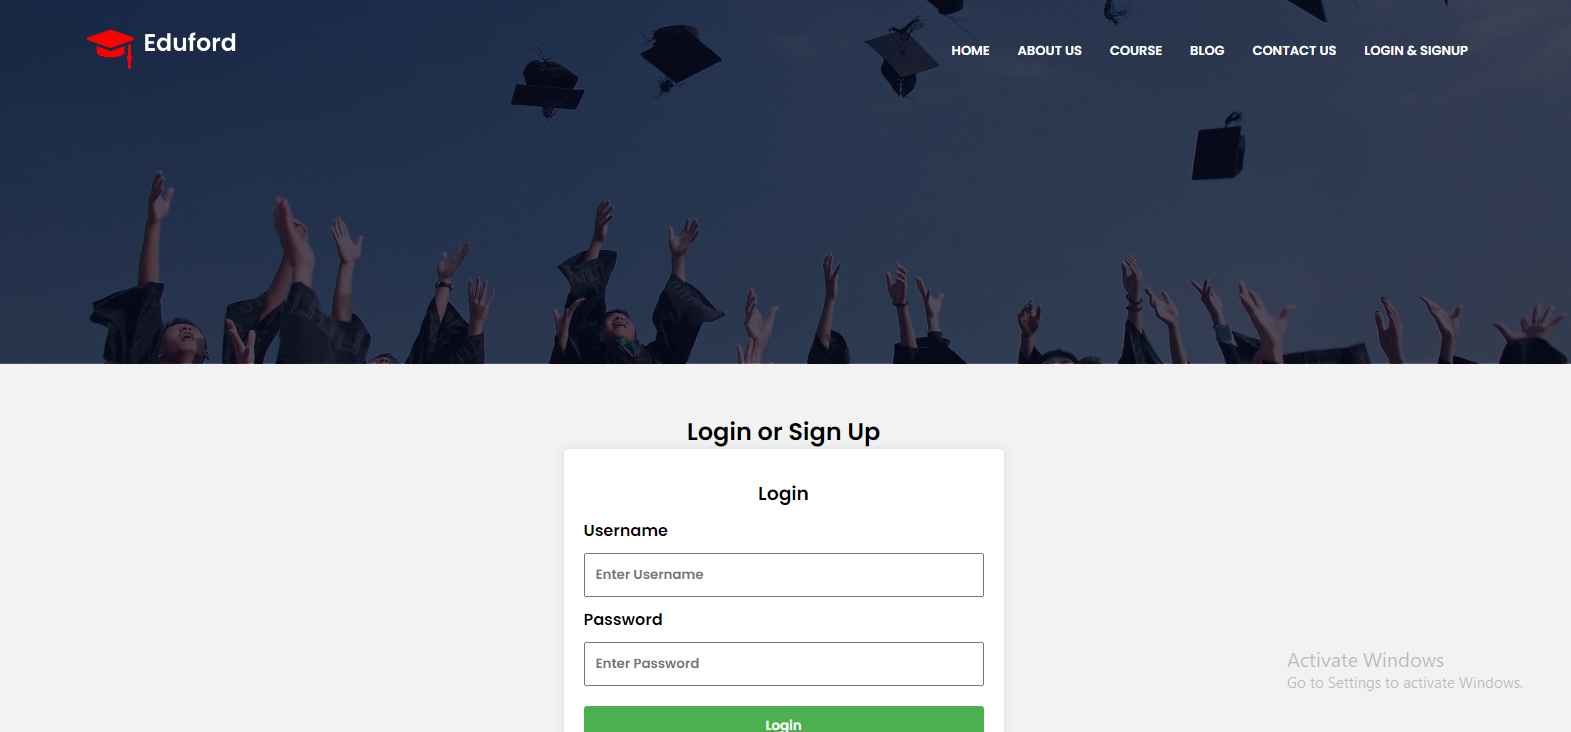 Eduford
HOME ABOUT US COURSE BLOG CONTACT US LOGIN & SIGNUP
Login or Sign Up
Login
Username
Enter Username
Password
Enter Password
Login
Activate Windows
Go to Settings to activate Windows.